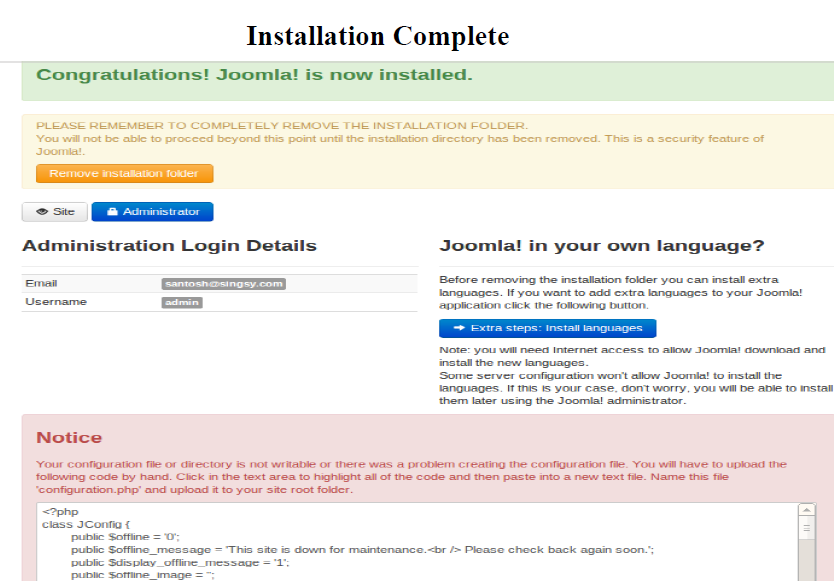 Installation Complete
Congratulations! Joomla! is now installed.
PLEASE REMEMBER TO COMPLETELY REMOVE THE INSTALLATION FOLDER.
You will not be able to proceed beyond this point until the installation directory has been removed. This is a security feature of
Joomla!.
Remove installation folder
Site Administrator
Administration Login Details
Email santosh@singsy.com
Username admin
Joomla! in your own language?
Before removing the installation folder you can install extra
languages. If you want to add extra languages to your Joomla!
application click the following button.
Extra steps: Install languages
Note: you will need Internet access to allow Joomla! download and
install the new languages.
Some server configuration won't allow Joomla! to install the
languages. If this is your case, don't worry, you will be able to install
them later using the Joomla! administrator.
Notice
Your configuration file or directory is not writable or there was a problem creating the configuration file. You will have to upload the
following code by hand. Click in the text area to highlight all of the code and then paste into a new text file. Name this file
'configuration.php' and upload it to your site root folder.
<?php
class JConfig {
public $offline = '0';
public $offline_message = 'This site is down for maintenance.<br /> Please check back again soon.';
public $display_offline_message = '1';
public $offline_image = '';